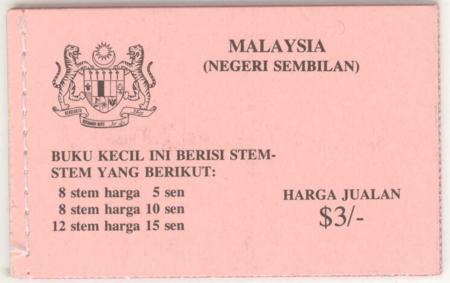 MALAYSIA
(NEGERI SEMBILAN)
BUKU KECIL INI BERISI STEM-
STEM YANG BERIKUT:
8 stem harga 5 sen
8 stem harga 10 sen
12 stem harga 15 sen
HARGA JUALAN
$3/-